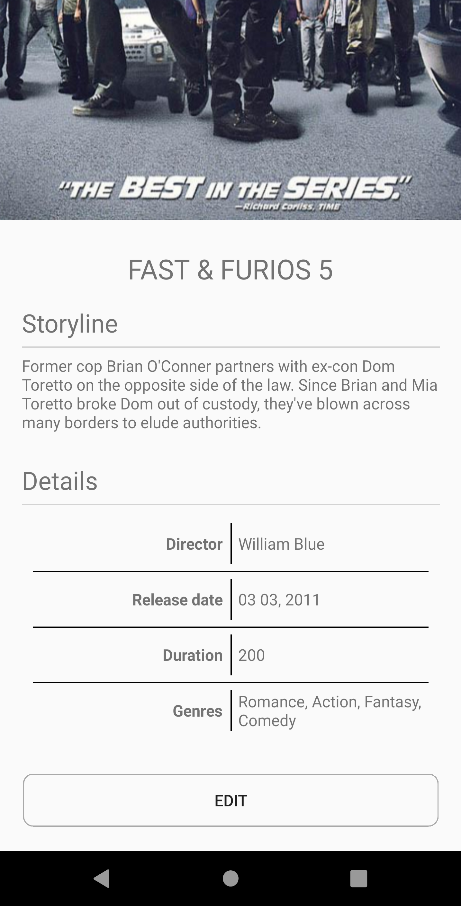 "THE BEST IN THE SERIES."
—Richard Corliss, TIME
FAST & FURIOS 5
Storyline
Former cop Brian O'Conner partners with ex-con Dom
Toretto on the opposite side of the law. Since Brian and Mia
Toretto broke Dom out of custody, they've blown across
many borders to elude authorities.
Details
Director William Blue
Release date 03 03, 2011
Duration 200
Genres Romance, Action, Fantasy,
Comedy
EDIT